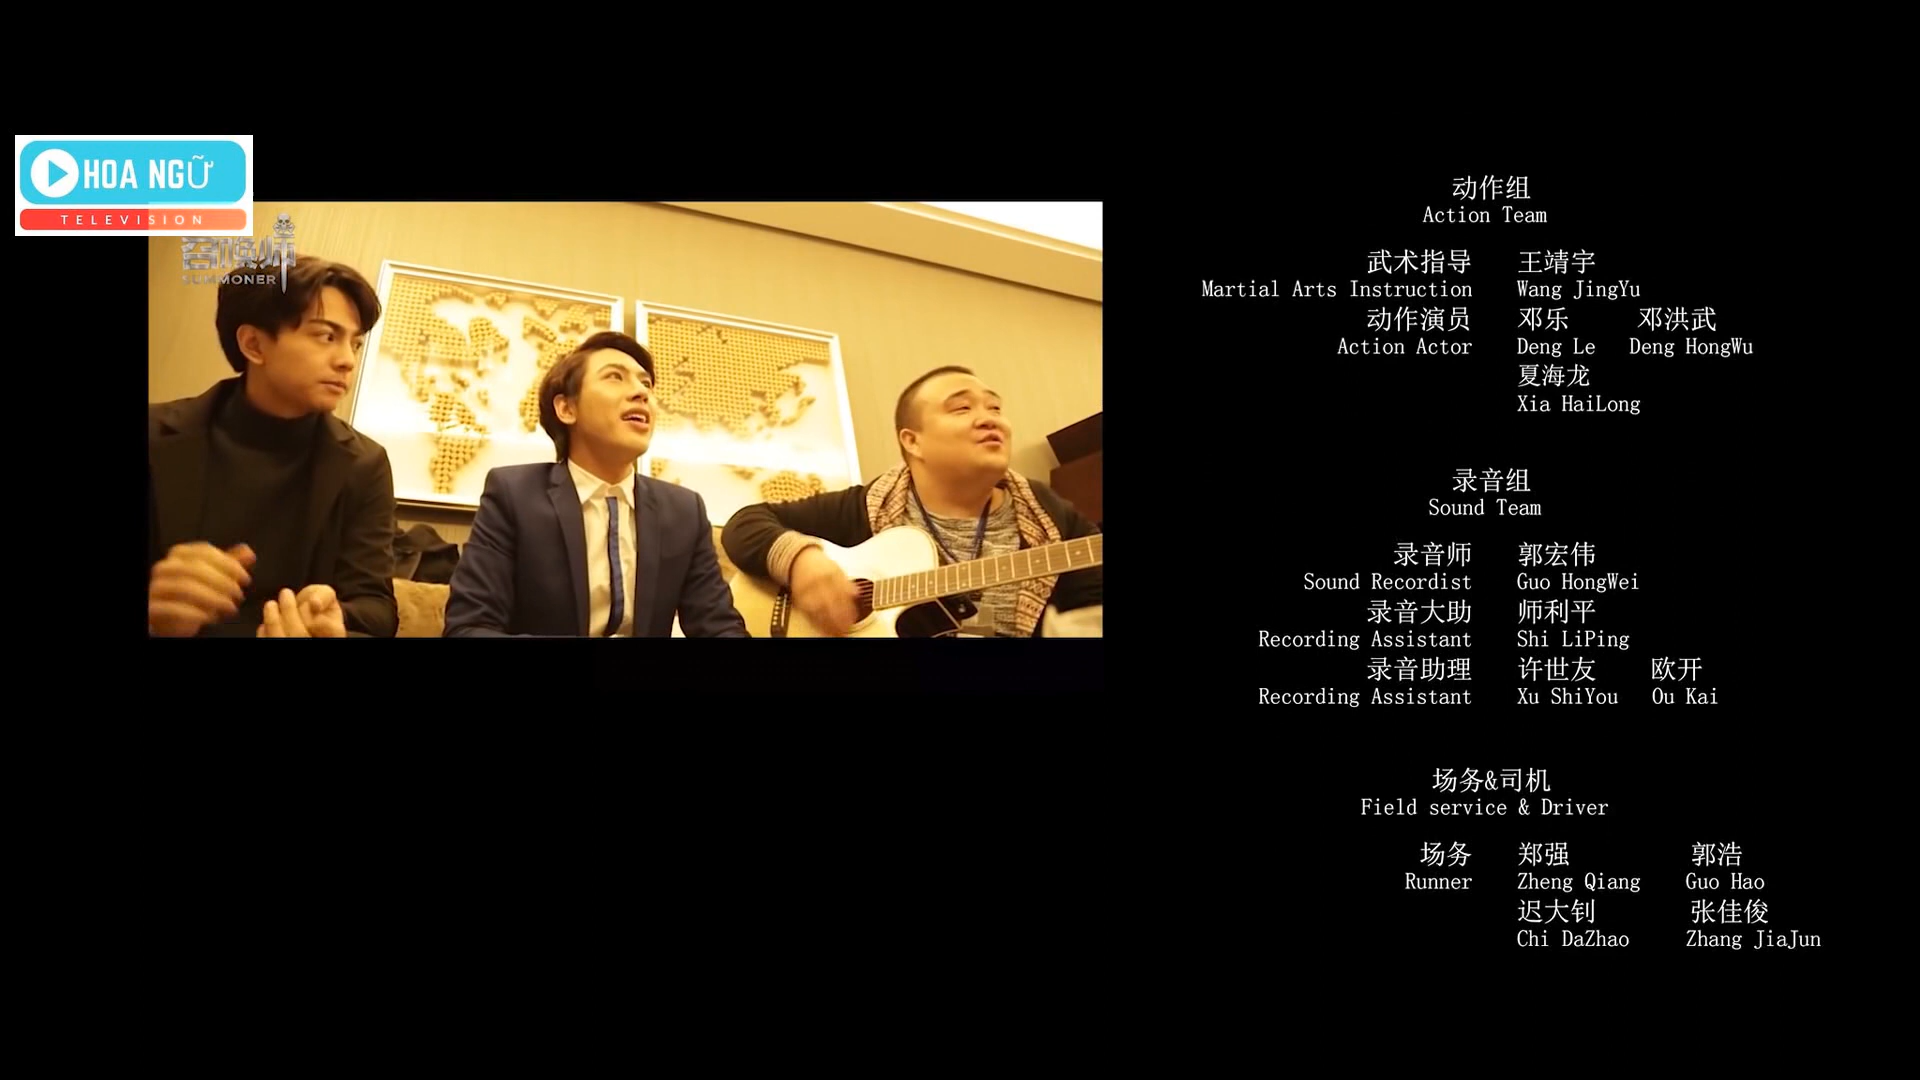 HOA NGỮ
TELEVISION
召唤师
SUMMONER
动作组
Action Team
武术指导 王靖宇
Martial Arts Instruction Wang JingYu
动作演员 邓乐 邓洪武
Action Actor Deng Le Deng HongWu
夏海龙
Xia HaiLong
录音组
Sound Team
录音师 郭宏伟
Sound Recordist Guo HongWei
录音大助 师利平
Recording Assistant Shi LiPing
录音助理 许世友 欧开
Recording Assistant Xu ShiYou Ou Kai
场务&司机
Field service & Driver
场务 郑强 郭浩
Runner Zheng Qiang Guo Hao
迟大钊 张佳俊
Chi DaZhao Zhang JiaJun